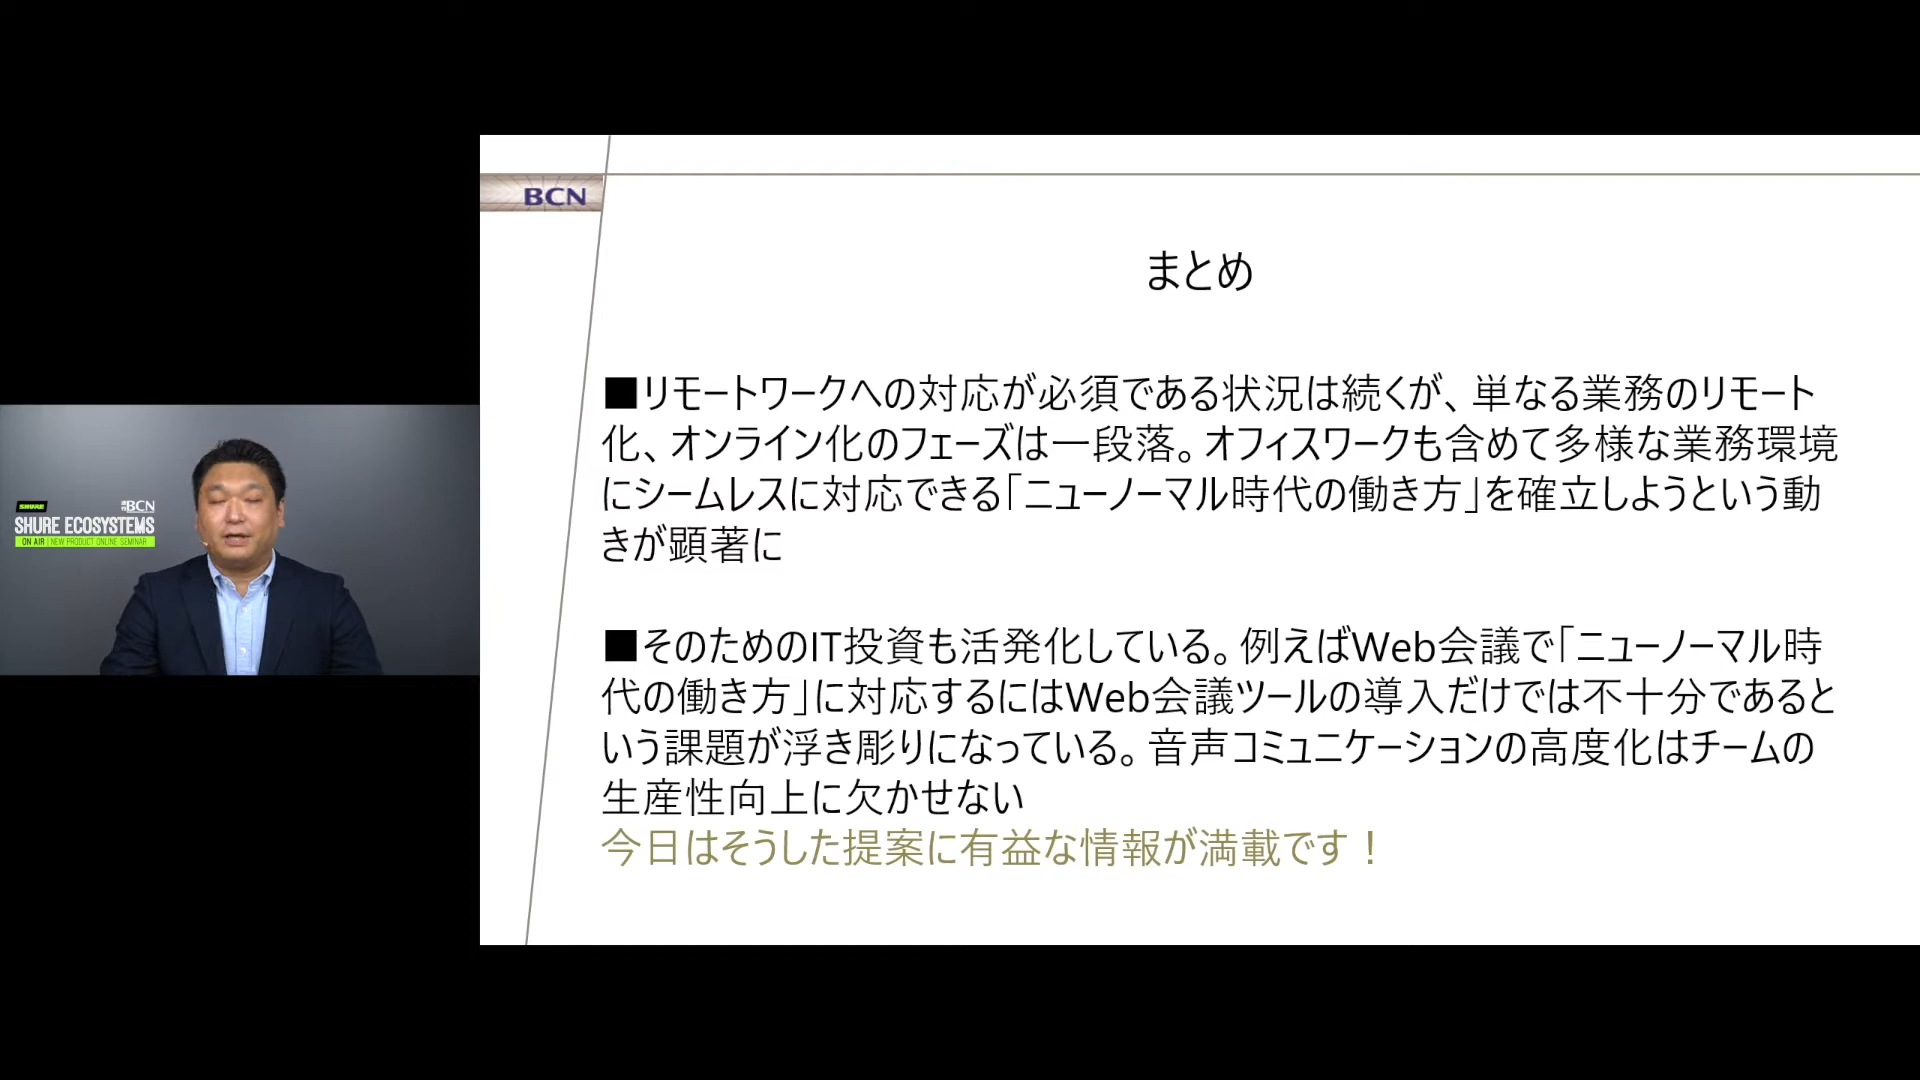 SHURE
週刊BCN
SHURE ECOSYSTEMS
ON AIR | NEW PRODUCT ONLINE SEMINAR
BCN
まとめ
■リモートワークへの対応が必須である状況は続くが、単なる業務のリモート
化、オンライン化のフェーズは一段落。オフィスワークも含めて多様な業務環境
にシームレスに対応できる「ニューノーマル時代の働き方」を確立しようという動
きが顕著に
■そのためのIT投資も活発化している。例えばWeb会議で「ニューノーマル時
代の働き方」に対応するにはWeb会議ツールの導入だけでは不十分であると
いう課題が浮き彫りになっている。音声コミュニケーションの高度化はチームの
生産性向上に欠かせない
今日はそうした提案に有益な情報が満載です！